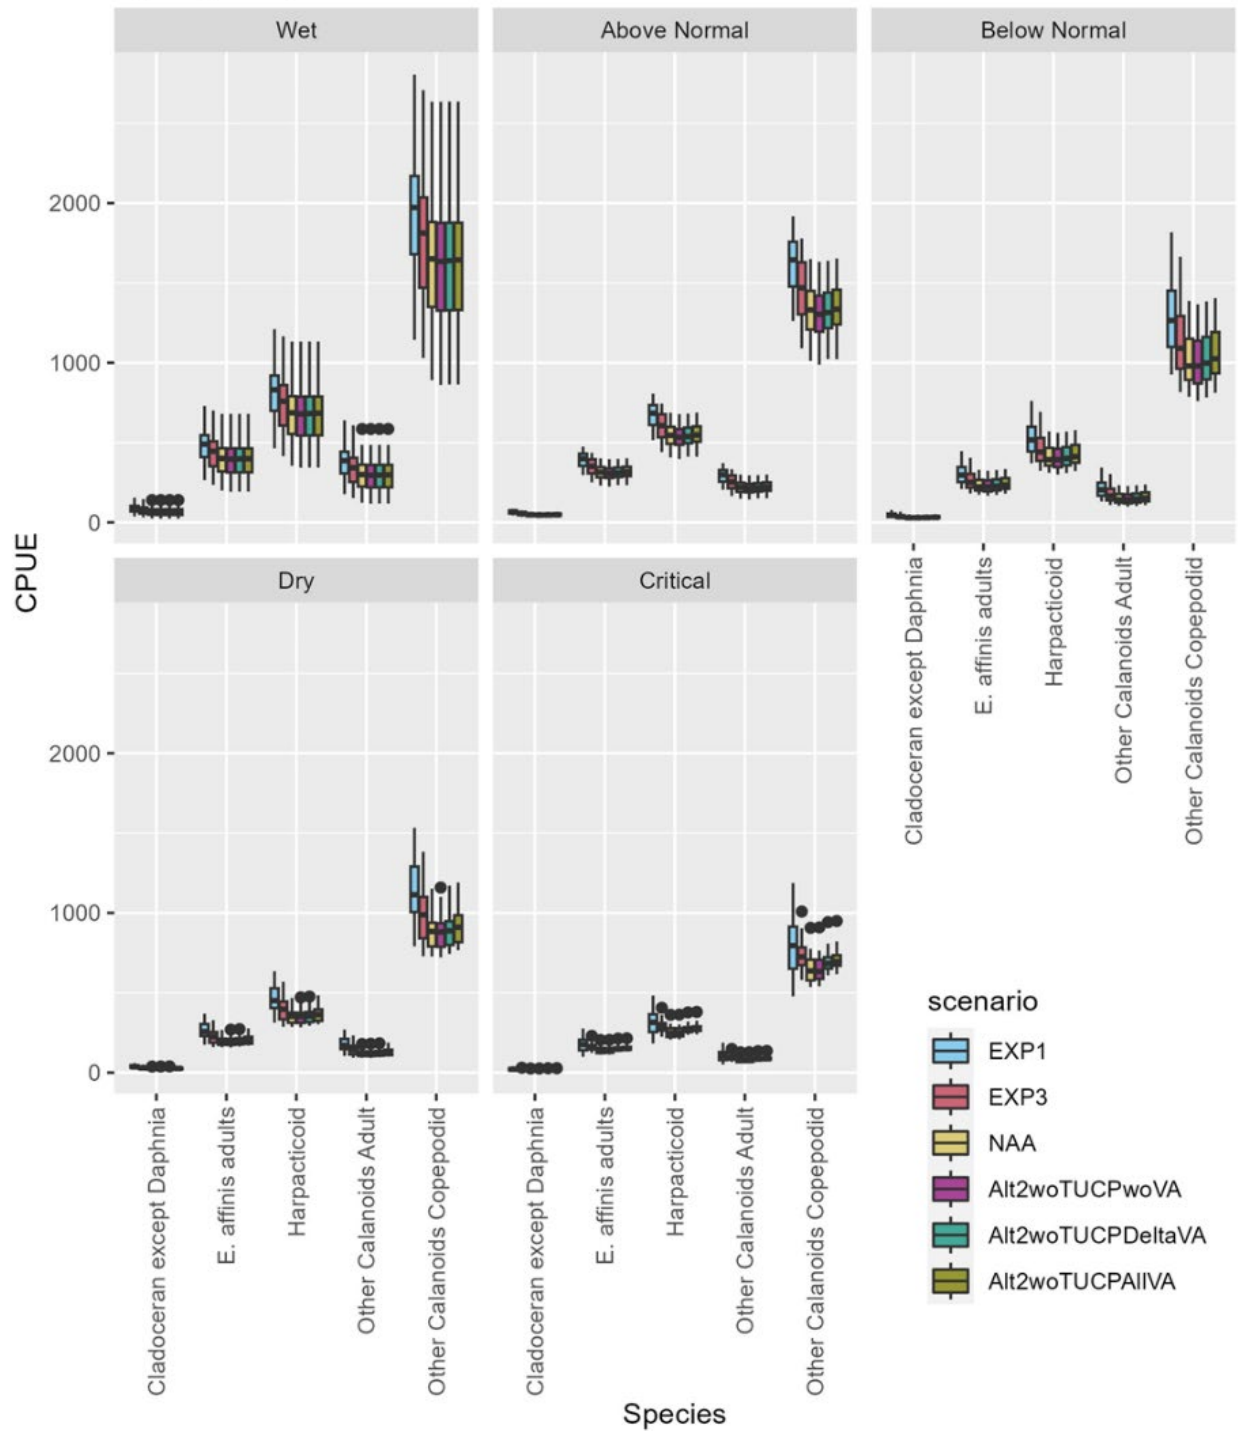 Wet
Above Normal
Below Normal
2000
1000
0
Cladoceran except Daphnia
E. affinis adults
Harpacticoid
Other Calanoids Adult
Other Calanoids Copepodid
CPUE
Dry
Critical
2000
1000
0
Cladoceran except Daphnia
E. affinis adults
Harpacticoid
Other Calanoids Adult
Other Calanoids Copepodid
Cladoceran except Daphnia
E. affinis adults
Harpacticoid
Other Calanoids Adult
Other Calanoids Copepodid
Species
scenario
EXP1
EXP3
NAA
Alt2woTUCPwoVA
Alt2woTUCPDeltaVA
Alt2woTUCPAllVA